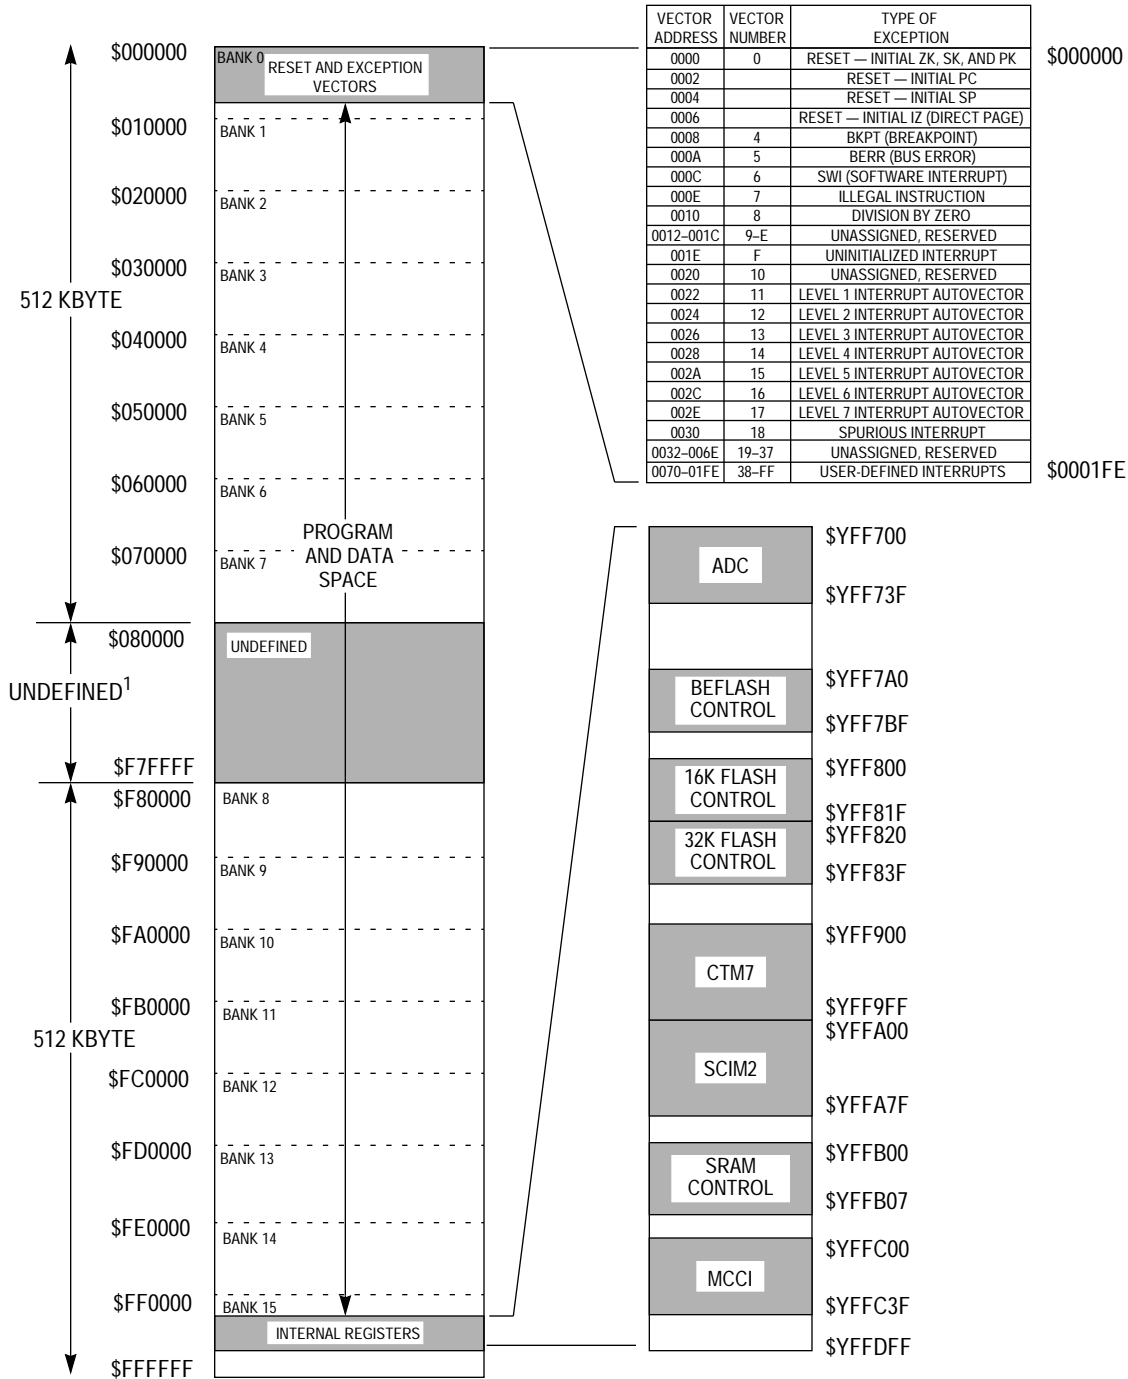 VECTOR ADDRESS VECTOR NUMBER TYPE OF EXCEPTION
0000 0 RESET — INITIAL ZK, SK, AND PK
0002 RESET — INITIAL PC
0004 RESET — INITIAL SP
0006 RESET — INITIAL IZ (DIRECT PAGE)
0008 4 BKPT (BREAKPOINT)
000A 5 BERR (BUS ERROR)
000C 6 SWI (SOFTWARE INTERRUPT)
000E 7 ILLEGAL INSTRUCTION
0010 8 DIVISION BY ZERO
0012–001C 9–E UNASSIGNED, RESERVED
001E F UNINITIALIZED INTERRUPT
0020 10 UNASSIGNED, RESERVED
0022 11 LEVEL 1 INTERRUPT AUTOVECTOR
0024 12 LEVEL 2 INTERRUPT AUTOVECTOR
0026 13 LEVEL 3 INTERRUPT AUTOVECTOR
0028 14 LEVEL 4 INTERRUPT AUTOVECTOR
002A 15 LEVEL 5 INTERRUPT AUTOVECTOR
002C 16 LEVEL 6 INTERRUPT AUTOVECTOR
002E 17 LEVEL 7 INTERRUPT AUTOVECTOR
0030 18 SPURIOUS INTERRUPT
0032–006E 19–37 UNASSIGNED, RESERVED
0070–01FE 38–FF USER-DEFINED INTERRUPTS
$000000
$0001FE
$000000
BANK 0
RESET AND EXCEPTION
VECTORS
$010000
BANK 1
$020000
BANK 2
$030000
BANK 3
512 KBYTE
$040000
BANK 4
$050000
BANK 5
$060000
BANK 6
PROGRAM
AND DATA
SPACE
$070000
BANK 7
$080000
UNDEFINED
UNDEFINED1
$F7FFFF
$F80000
BANK 8
$F90000
BANK 9
$FA0000
BANK 10
$FB0000
BANK 11
512 KBYTE
$FC0000
BANK 12
$FD0000
BANK 13
$FE0000
BANK 14
$FF0000
BANK 15
INTERNAL REGISTERS
$FFFFFF
$YFF700
ADC
$YFF73F
BEFLASH
CONTROL
$YFF7A0
$YFF7BF
16K FLASH
CONTROL
$YFF800
$YFF81F
32K FLASH
CONTROL
$YFF820
$YFF83F
$YFF900
CTM7
$YFF9FF
$YFFA00
SCIM2
$YFFA7F
$YFFB00
SRAM
CONTROL
$YFFB07
$YFFC00
MCCI
$YFFC3F
$YFFDFF